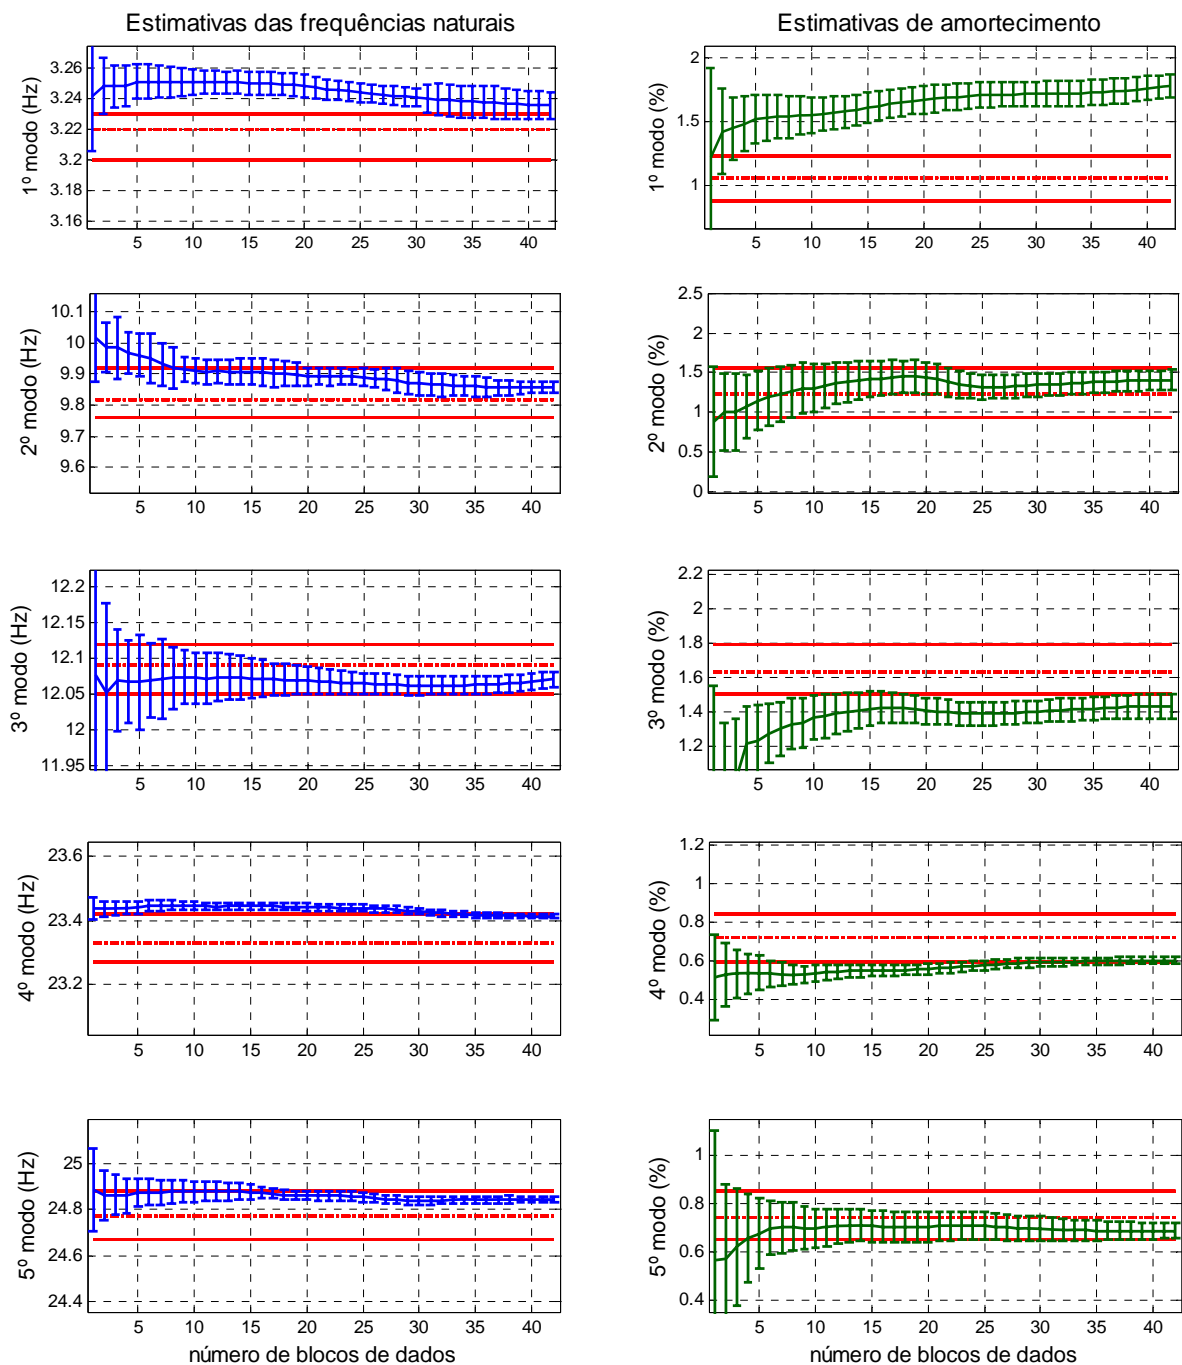 Estimativas das frequências naturais
Estimativas de amortecimento
1º modo (Hz)
3.26
3.24
3.22
3.2
3.18
3.16
5 10 15 20 25 30 35 40
1º modo (%)
2
1.5
1
5 10 15 20 25 30 35 40
2º modo (Hz)
10.1
10
9.9
9.8
9.7
9.6
5 10 15 20 25 30 35 40
2º modo (%)
2.5
2
1.5
1
0.5
0
5 10 15 20 25 30 35 40
3º modo (Hz)
12.2
12.15
12.1
12.05
12
11.95
5 10 15 20 25 30 35 40
3º modo (%)
2.2
2
1.8
1.6
1.4
1.2
5 10 15 20 25 30 35 40
4º modo (Hz)
23.6
23.4
23.2
5 10 15 20 25 30 35 40
4º modo (%)
1.2
1
0.8
0.6
0.4
5 10 15 20 25 30 35 40
5º modo (Hz)
25
24.8
24.6
24.4
5 10 15 20 25 30 35 40
número de blocos de dados
5º modo (%)
1
0.8
0.6
0.4
5 10 15 20 25 30 35 40
número de blocos de dados